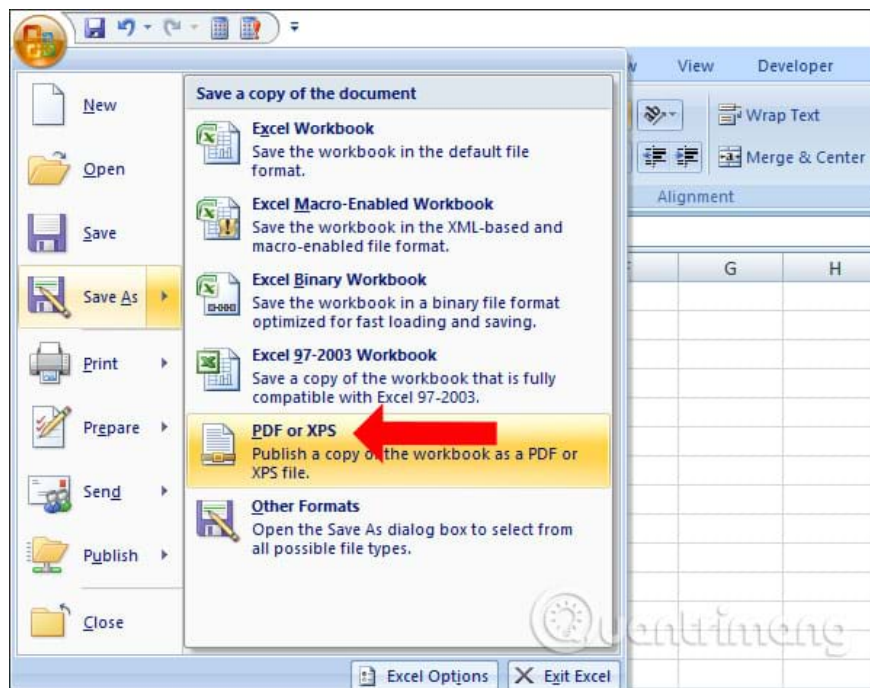 View Developer
Wrap Text
Merge & Center
Alignment
G H
New
Open
Save
Save As
Print
Prepare
Send
Publish
Close
Save a copy of the document
Excel Workbook
Save the workbook in the default file
format.
Excel Macro-Enabled Workbook
Save the workbook in the XML-based and
macro-enabled file format.
Excel Binary Workbook
Save the workbook in a binary file format
optimized for fast loading and saving.
Excel 97-2003 Workbook
Save a copy of the workbook that is fully
compatible with Excel 97-2003.
PDF or XPS
Publish a copy of the workbook as a PDF or
XPS file.
Other Formats
Open the Save As dialog box to select from
all possible file types.
Quantrimang
Excel Options Exit Excel